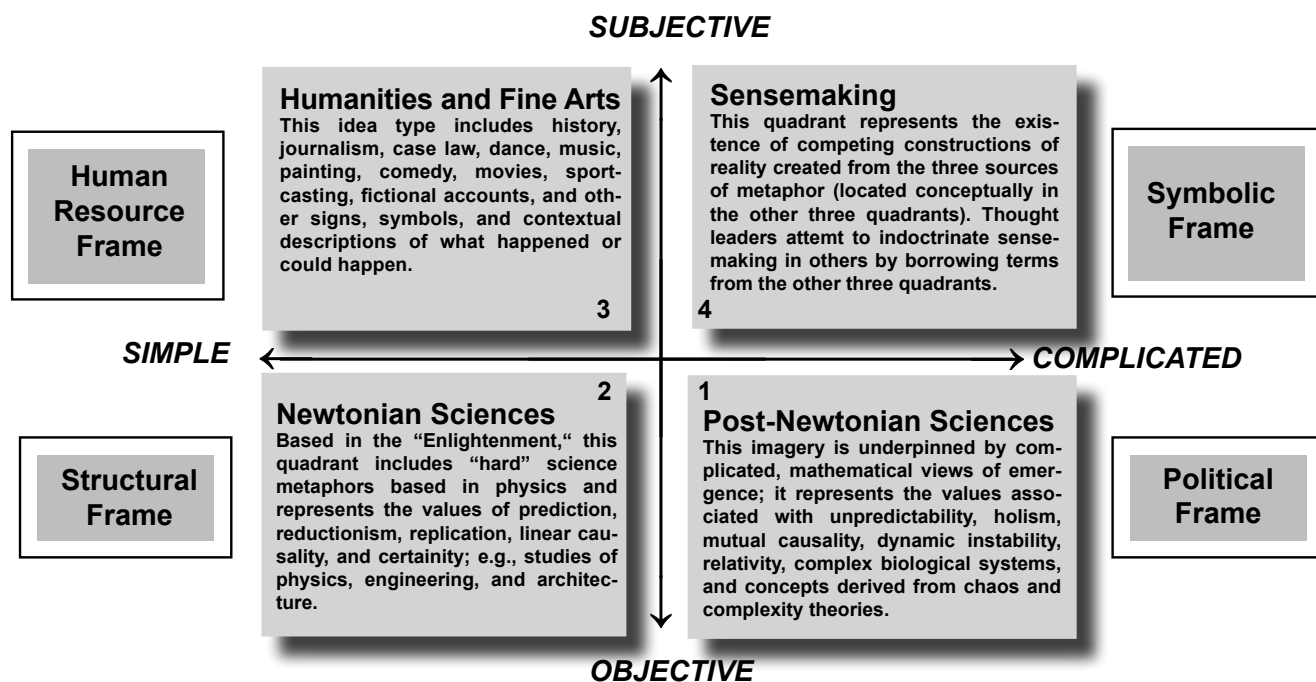 SUBJECTIVE
Humanities and Fine Arts
This idea type includes history,
journalism, case law, dance, music,
painting, comedy, movies, sport-
casting, fictional accounts, and oth-
er signs, symbols, and contextual
descriptions of what happened or
could happen.
3
Sensemaking
This quadrant represents the exis-
tence of competing constructions of
reality created from the three sources
of metaphor (located conceptually in
the other three quadrants). Thought
leaders attemt to indoctrinate sense-
making in others by borrowing terms
from the other three quadrants.
4
Human
Resource
Frame
Symbolic
Frame
SIMPLE
COMPLICATED
2
Newtonian Sciences
Based in the “Enlightenment,“ this
quadrant includes “hard” science
metaphors based in physics and
represents the values of prediction,
reductionism, replication, linear cau-
sality, and certainity; e.g., studies of
physics, engineering, and architec-
ture.
1
Post-Newtonian Sciences
This imagery is underpinned by com-
plicated, mathematical views of emer-
gence; it represents the values asso-
ciated with unpredictability, holism,
mutual causality, dynamic instability,
relativity, complex biological systems,
and concepts derived from chaos and
complexity theories.
Structural
Frame
Political
Frame
OBJECTIVE